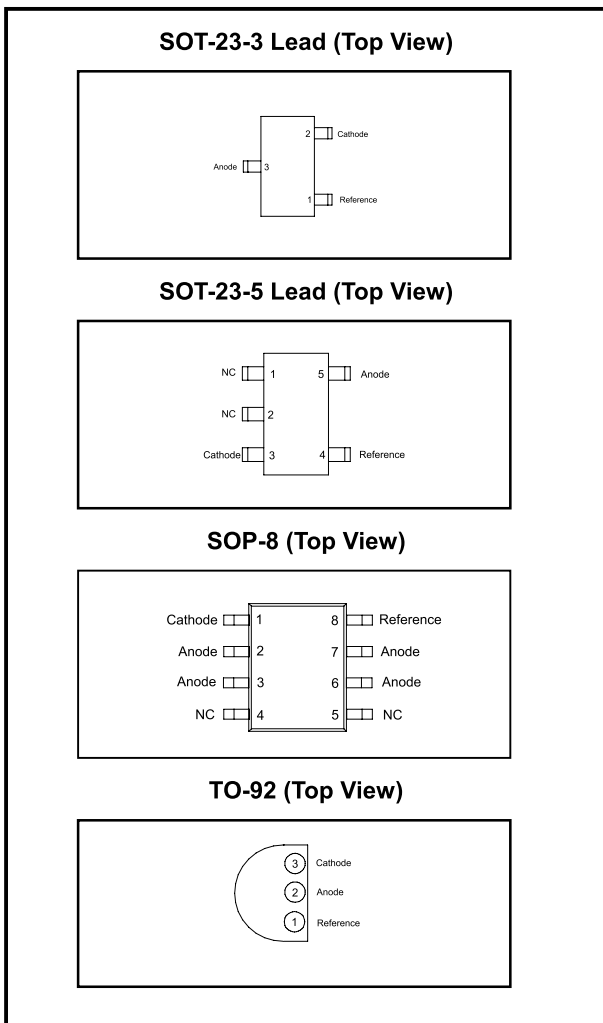 SOT-23-3 Lead (Top View)
2 Cathode
Anode 3
1 Reference
SOT-23-5 Lead (Top View)
NC 1 5 Anode
NC 2
Cathode 3 4 Reference
SOP-8 (Top View)
Cathode 1 8 Reference
Anode 2 7 Anode
Anode 3 6 Anode
NC 4 5 NC
TO-92 (Top View)
3 Cathode
2 Anode
1 Reference